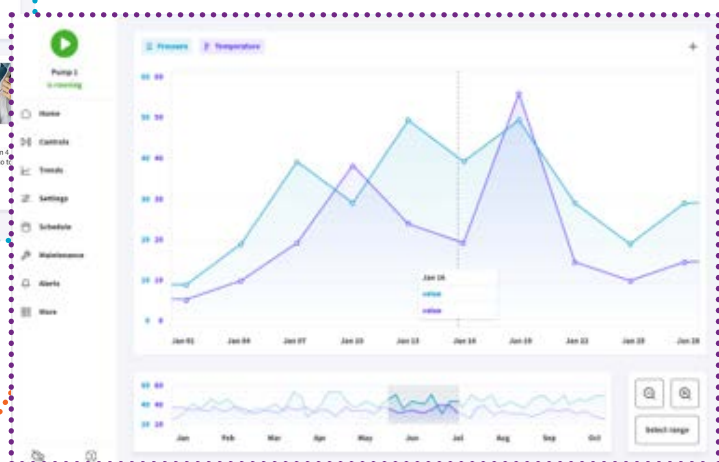 Pump 1
is running
Home
Controls
Trends
Settings
Schedule
Maintenance
Alerts
More
Pressure Temperature
60 60
50 50
40 40
30 30
20 20
10 10
0 0
Jan 16
value
value
Jan 01 Jan 04 Jan 07 Jan 10 Jan 13 Jan 16 Jan 19 Jan 22 Jan 25 Jan 28
60 60
40 40
20 20
Jan Feb Mar Apr May Jun Jul Aug Sep Oct
Select range